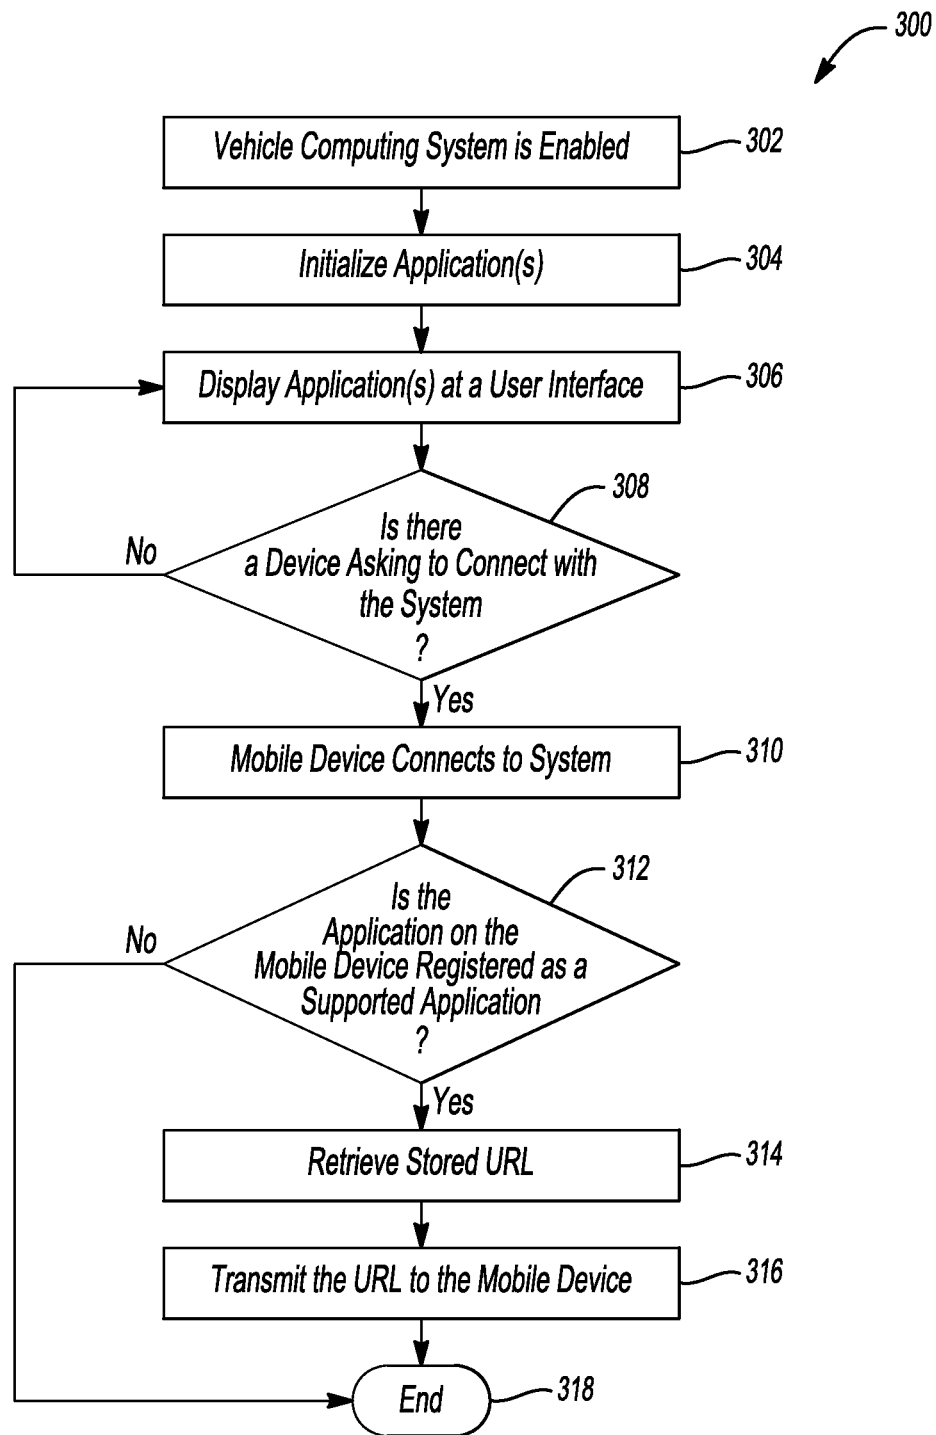 300
Vehicle Computing System is Enabled
302
Initialize Application(s)
304
Display Application(s) at a User Interface
306
308
Is there
a Device Asking to Connect with
the System
?
No
Yes
Mobile Device Connects to System
310
312
Is the
Application on the
Mobile Device Registered as a
Supported Application
?
No
Yes
Retrieve Stored URL
314
Transmit the URL to the Mobile Device
316
End
318